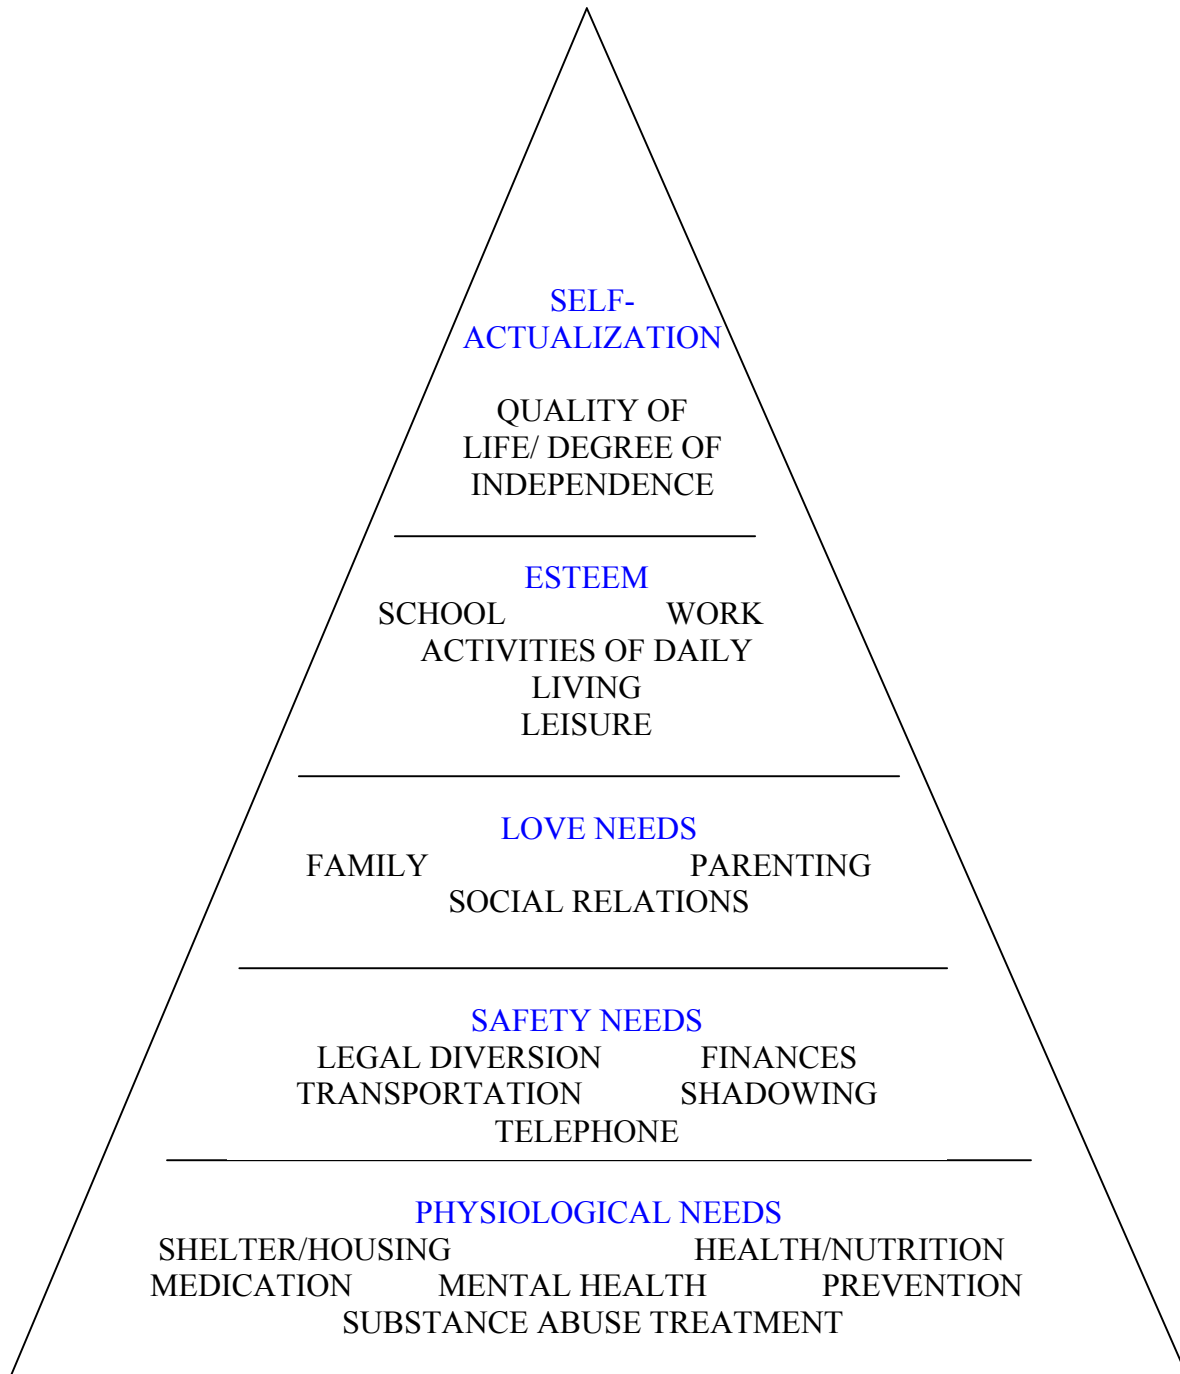 SELF-
ACTUALIZATION
QUALITY OF
LIFE/ DEGREE OF
INDEPENDENCE
ESTEEM
SCHOOL WORK
ACTIVITIES OF DAILY
LIVING
LEISURE
LOVE NEEDS
FAMILY PARENTING
SOCIAL RELATIONS
SAFETY NEEDS
LEGAL DIVERSION FINANCES
TRANSPORTATION SHADOWING
TELEPHONE
PHYSIOLOGICAL NEEDS
SHELTER/HOUSING HEALTH/NUTRITION
MEDICATION MENTAL HEALTH PREVENTION
SUBSTANCE ABUSE TREATMENT